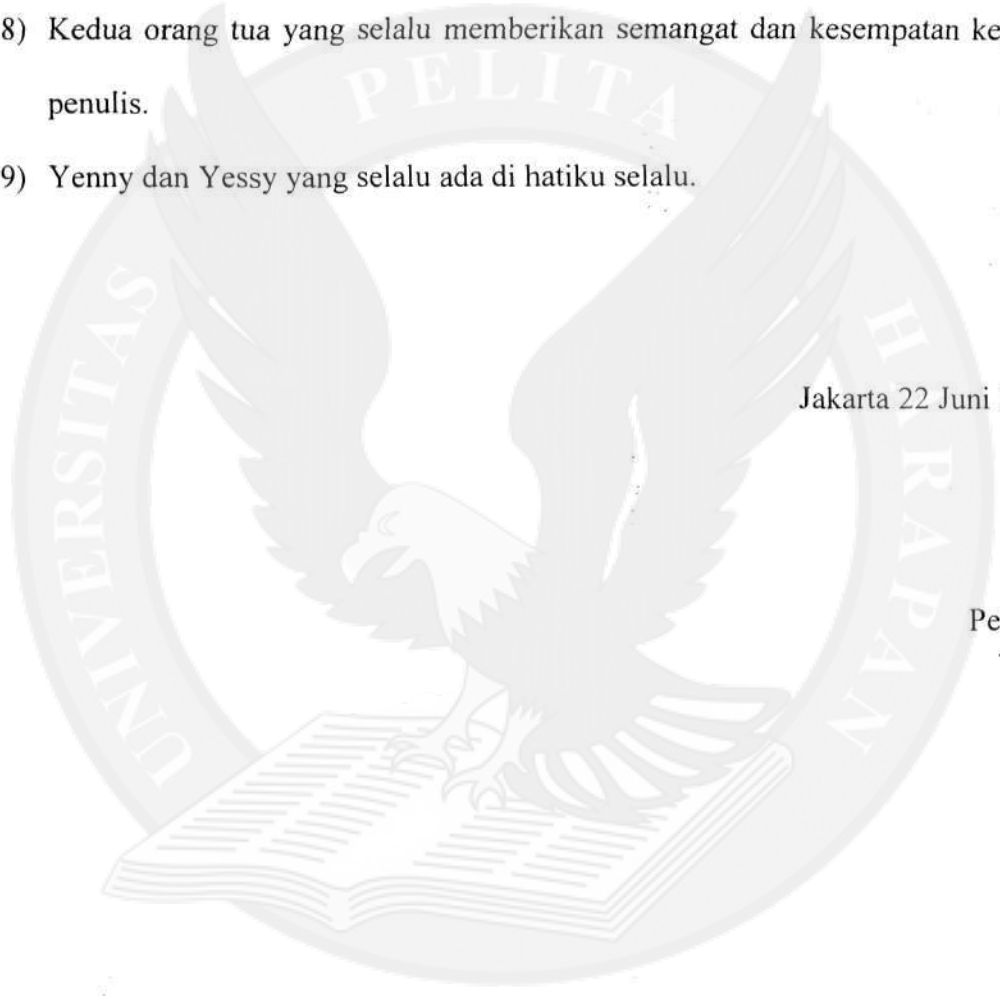 8) Kedua orang tua yang selalu memberikan semangat dan kesempatan ke
penulis.
9) Yenny dan Yessy yang selalu ada di hatiku selalu.
Jakarta 22 Juni
Pe
UNIVERSITAS PELITA HARAPAN